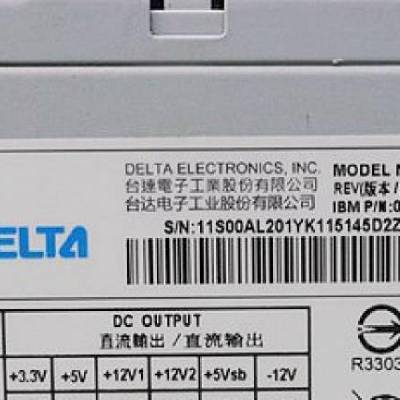 DELTA ELECTRONICS, INC. MODEL N
台達電子工業股份有限公司 REV(版本/
台达电子工业股份有限公司 IBM P/N:0
S/N:11S00AL201YK115145D2Z
ELTA
DC OUTPUT
直流輸出/直流输出
+3.3V +5V +12V1 +12V2 +5Vsb -12V
R3303